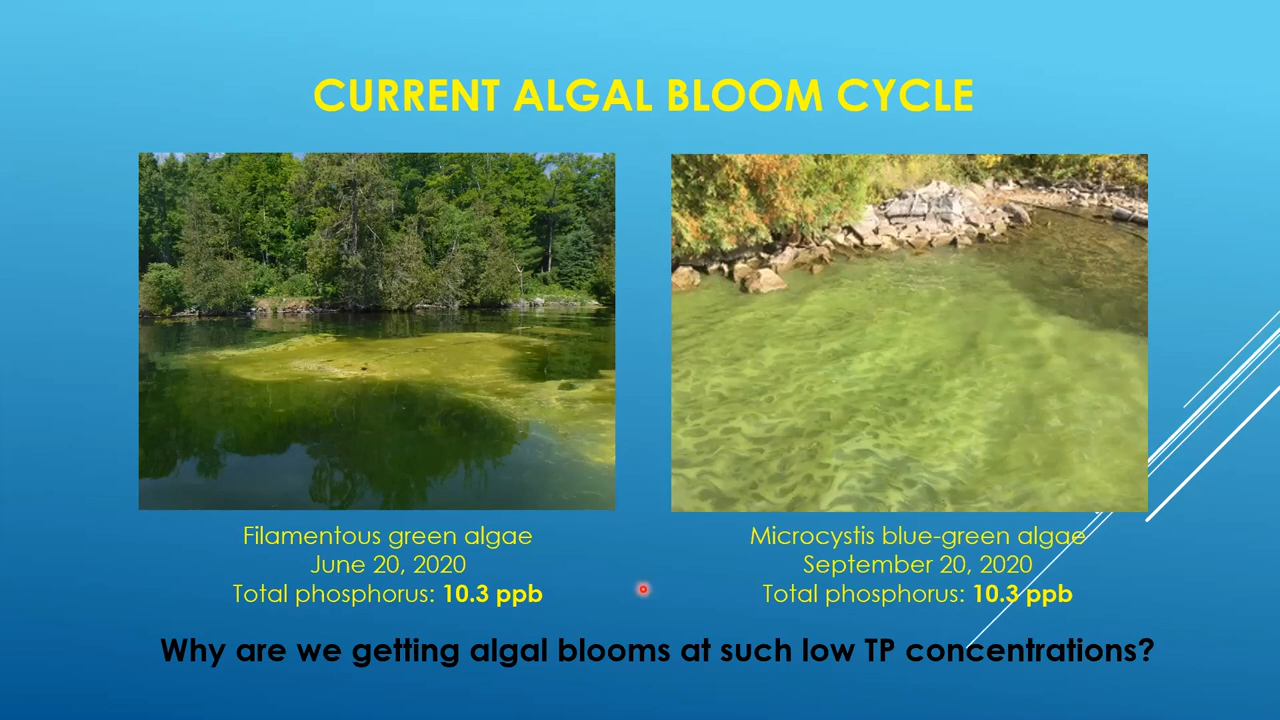 CURRENT ALGAL BLOOM CYCLE
Filamentous green algae
June 20, 2020
Total phosphorus: 10.3 ppb
Microcystis blue-green algae
September 20, 2020
Total phosphorus: 10.3 ppb
Why are we getting algal blooms at such low TP concentrations?